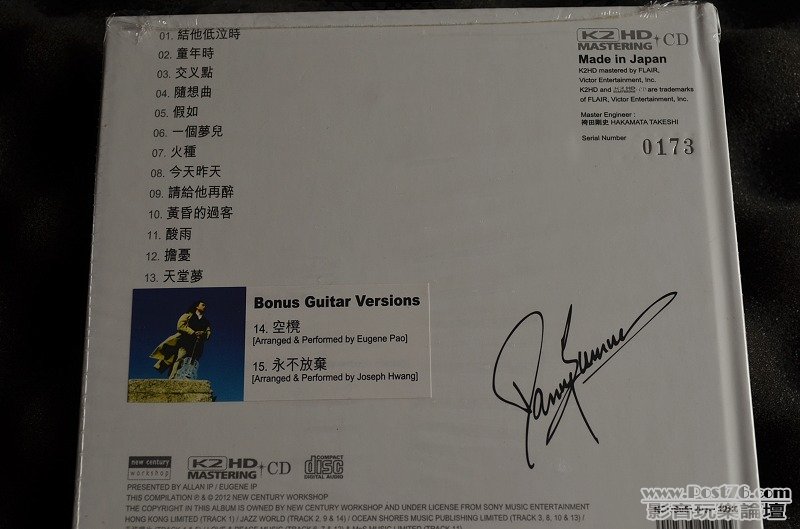 01. 結他低泣時
02. 童年時
03. 交叉點
04. 隨想曲
05. 假如
06. 一個夢兒
07. 火種
08. 今天昨天
09. 請給他再醉
10. 黃昏的過客
11. 酸雨
12. 擔憂
13. 天堂夢
K2 HD MASTERING + CD
Made in Japan
K2HD mastered by FLAIR,
Victor Entertainment, Inc.
K2HD and K2 HD CD are trademarks
of FLAIR, Victor Entertainment, Inc.
Master Engineer :
袴田剛史 HAKAMATA TAKESHI
Serial Number
0173
Bonus Guitar Versions
14. 空櫈
[Arranged & Performed by Eugene Pao]
15. 永不放棄
[Arranged & Performed by Joseph Hwang]
Danny Summer
new century workshop
K2 HD MASTERING + CD
COMPACT disc DIGITAL AUDIO
PRESENTED BY ALLAN IP / EUGENE IP
THIS COMPILATION ℗ & © 2012 NEW CENTURY WORKSHOP
THE COPYRIGHT IN THIS ALBUM IS OWNED BY NEW CENTURY WORKSHOP AND UNDER LICENSE FROM SONY MUSIC ENTERTAINMENT
HONG KONG LIMITED (TRACK 1) / JAZZ WORLD (TRACK 2, 9 & 14) / OCEAN SHORES MUSIC PUBLISHING LIMITED (TRACK 3, 8, 10 & 13) /
www.Post76.com
影音玩樂論壇